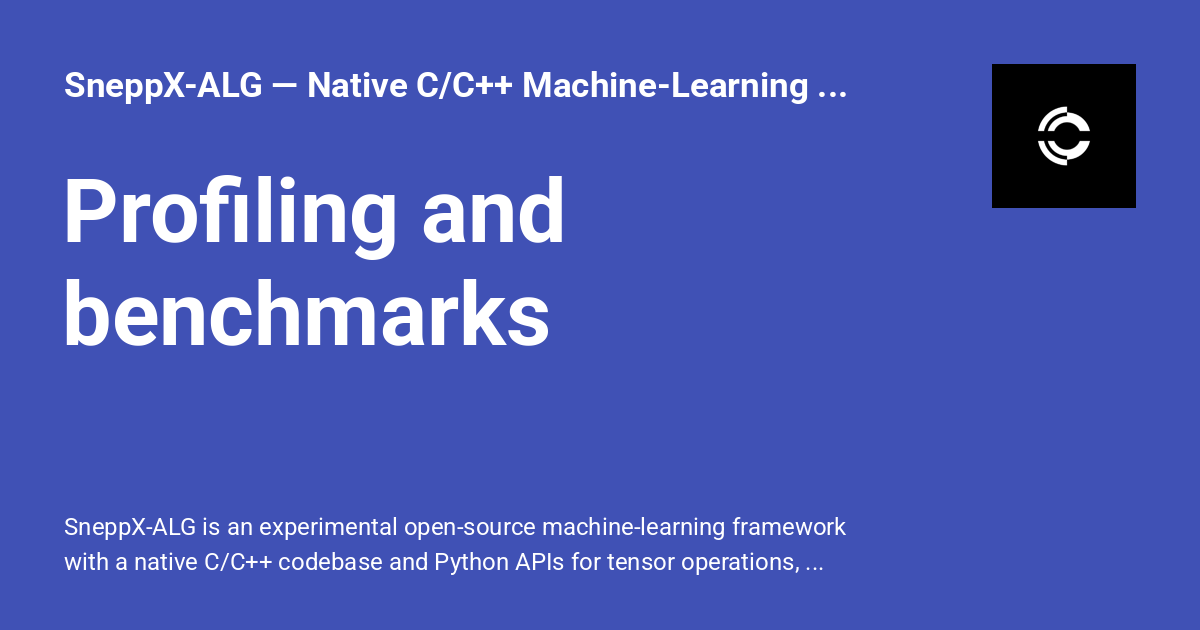 SneppX-ALG — Native C/C++ Machine-Learning ...
Profiling and
benchmarks
SneppX-ALG is an experimental open-source machine-learning framework
with a native C/C++ codebase and Python APIs for tensor operations, ...